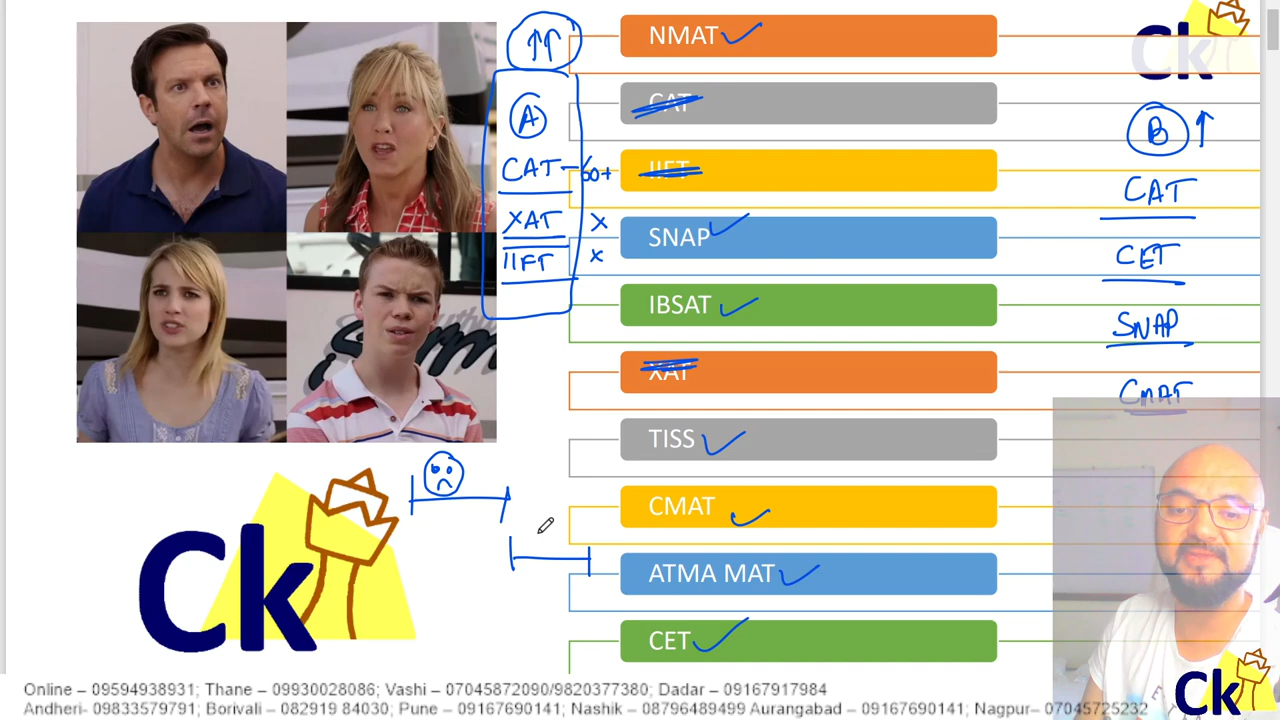 NMAT
Ck
CAT
IIFT
SNAP
IBSAT
XAT
TISS
CMAT
ATMA MAT
CET
A
CAT - 60+
XAT x
IIFT x
B
CAT
CET
SNAP
CMAT
Ck
Ck
Online – 09594938931; Thane – 09930028086; Vashi – 07045872090/9820377380; Dadar – 09167917984
Andheri- 09833579791; Borivali - 082919 84030; Pune – 09167690141; Nashik - 08796489499 Aurangabad – 09167690141; Nagpur- 07045725232